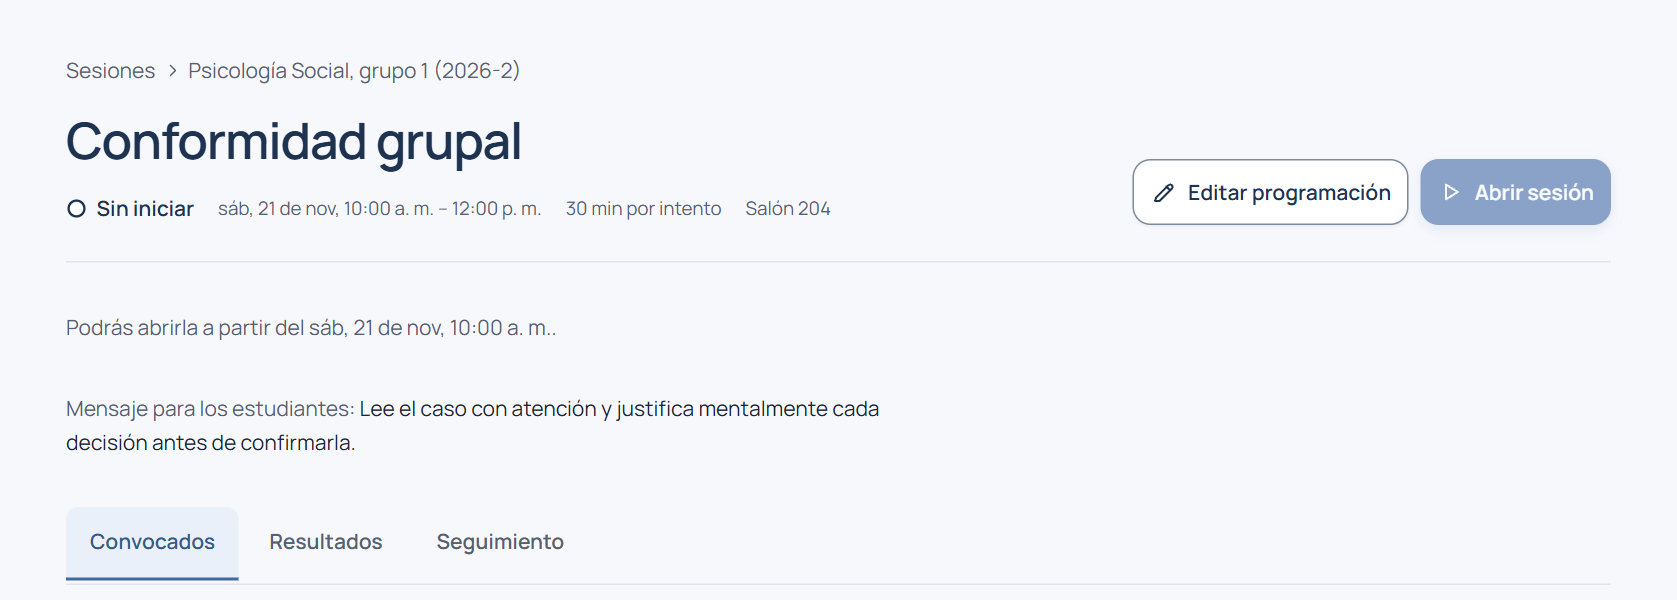 Sesiones > Psicología Social, grupo 1 (2026-2)
Conformidad grupal
Sin iniciar sáb, 21 de nov, 10:00 a. m. – 12:00 p. m. 30 min por intento Salón 204
Editar programación
Abrir sesión
Podrás abrirla a partir del sáb, 21 de nov, 10:00 a. m..
Mensaje para los estudiantes: Lee el caso con atención y justifica mentalmente cada
decisión antes de confirmarla.
Convocados Resultados Seguimiento